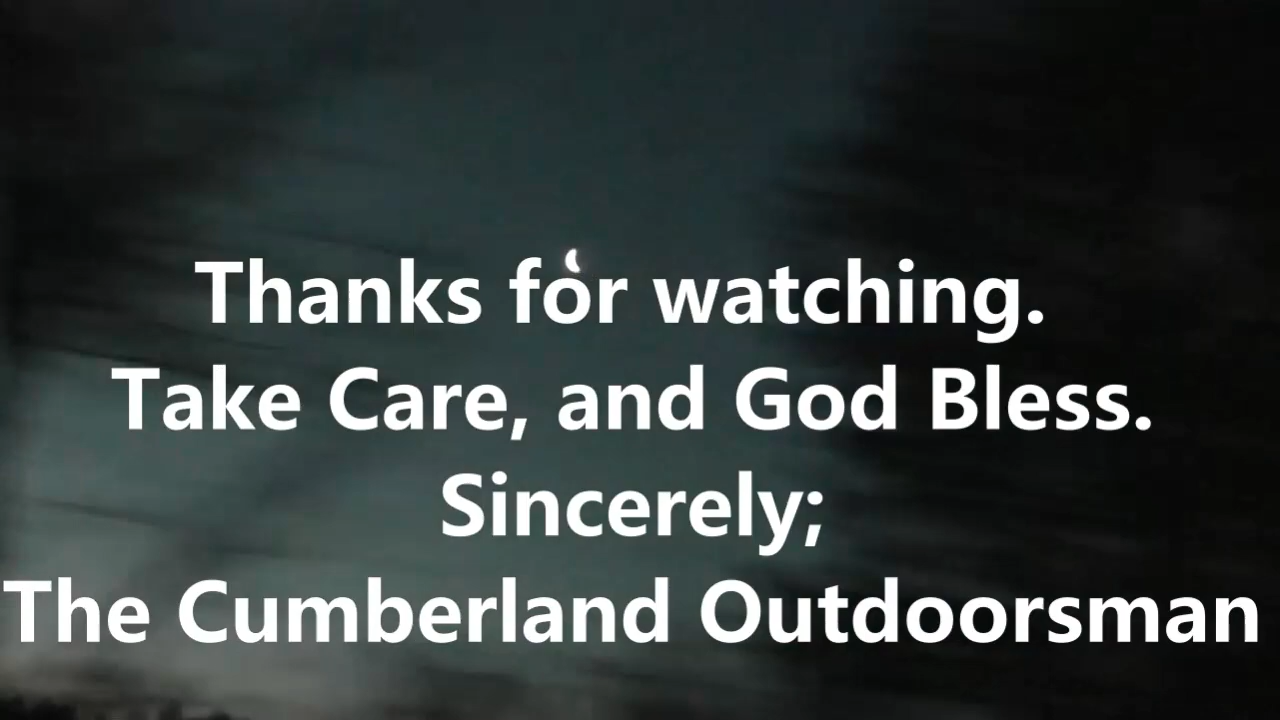 Thanks for watching.
Take Care, and God Bless.
Sincerely;
The Cumberland Outdoorsman